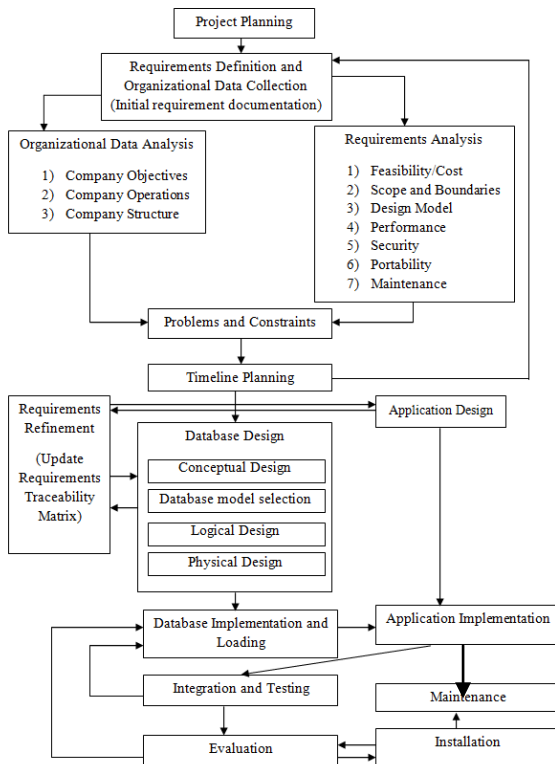 Project Planning
Requirements Definition and
Organizational Data Collection
(Initial requirement documentation)
Organizational Data Analysis
1) Company Objectives
2) Company Operations
3) Company Structure
Requirements Analysis
1) Feasibility/Cost
2) Scope and Boundaries
3) Design Model
4) Performance
5) Security
6) Portability
7) Maintenance
Problems and Constraints
Timeline Planning
Requirements
Refinement
(Update
Requirements
Traceability
Matrix)
Application Design
Database Design
Conceptual Design
Database model selection
Logical Design
Physical Design
Database Implementation and
Loading
Application Implementation
Integration and Testing
Maintenance
Evaluation
Installation